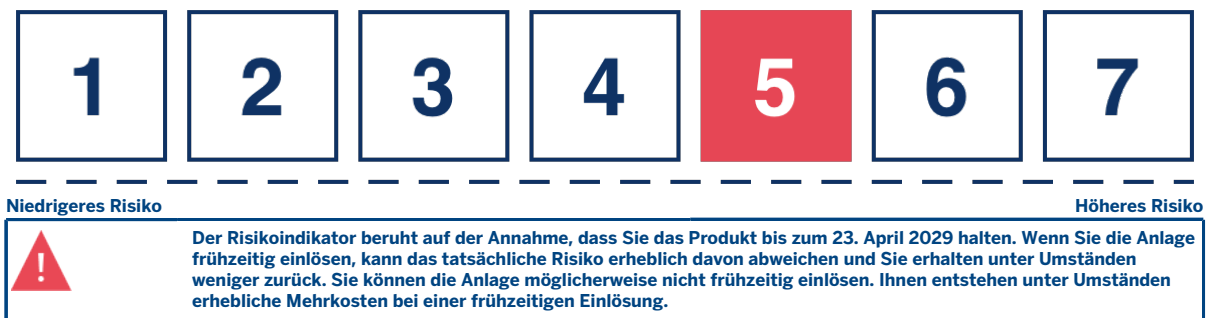 1 2 3 4 5 6 7
Niedrigeres Risiko Höheres Risiko
!
Der Risikoindikator beruht auf der Annahme, dass Sie das Produkt bis zum 23. April 2029 halten. Wenn Sie die Anlage
frühzeitig einlösen, kann das tatsächliche Risiko erheblich davon abweichen und Sie erhalten unter Umständen
weniger zurück. Sie können die Anlage möglicherweise nicht frühzeitig einlösen. Ihnen entstehen unter Umständen
erhebliche Mehrkosten bei einer frühzeitigen Einlösung.